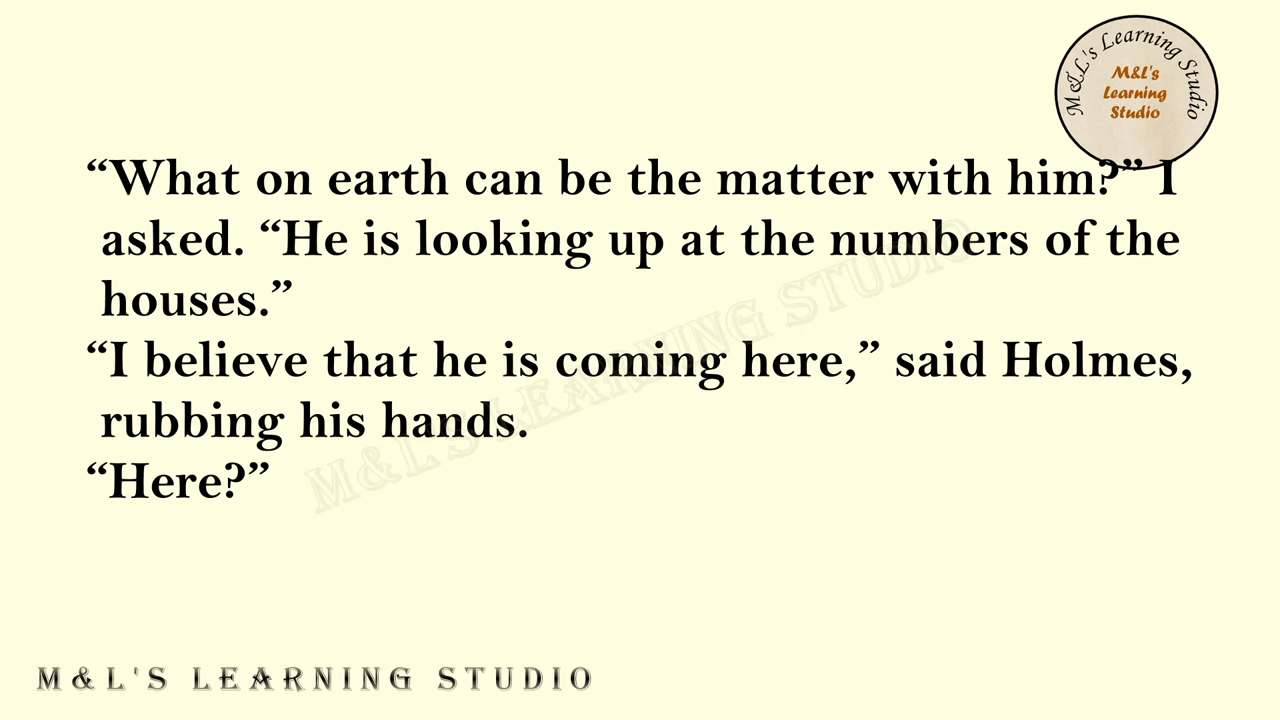 M&L's Learning Studio
M&L's
Learning
Studio
“What on earth can be the matter with him?” I
asked. “He is looking up at the numbers of the
houses.”
“I believe that he is coming here,” said Holmes,
rubbing his hands.
“Here?”
M&L'S LEARNING STUDIO
M&L'S LEARNING STUDIO